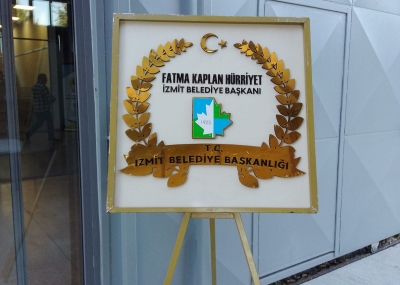 FATMA KAPLAN HÜRRİYET
İZMİT BELEDİYE BAŞKANI
T.C.
İZMİT BELEDİYE BAŞKANLIĞI